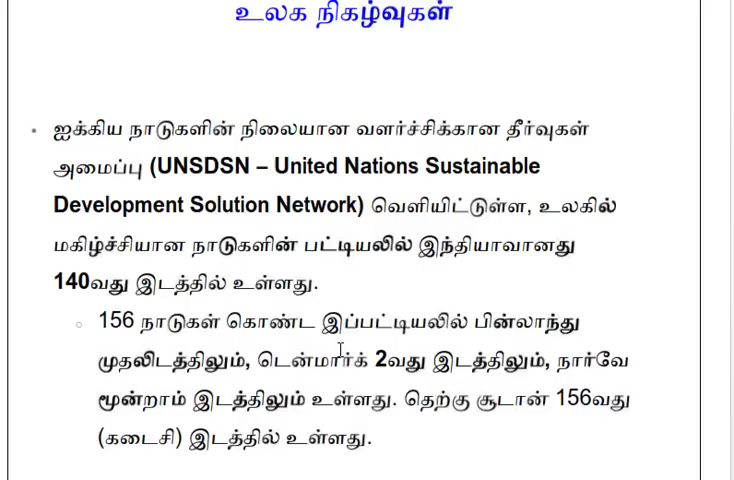 உலக நிகழ்வுகள்
• ஐக்கிய நாடுகளின் நிலையான வளர்ச்சிக்கான தீர்வுகள்
அமைப்பு (UNSDSN – United Nations Sustainable
Development Solution Network) வெளியிட்டுள்ள, உலகில்
மகிழ்ச்சியான நாடுகளின் பட்டியலில் இந்தியாவானது
140வது இடத்தில் உள்ளது.
○ 156 நாடுகள் கொண்ட இப்பட்டியலில் பின்லாந்து
முதலிடத்திலும், டென்மார்க் 2வது இடத்திலும், நார்வே
மூன்றாம் இடத்திலும் உள்ளது. தெற்கு சூடான் 156வது
(கடைசி) இடத்தில் உள்ளது.